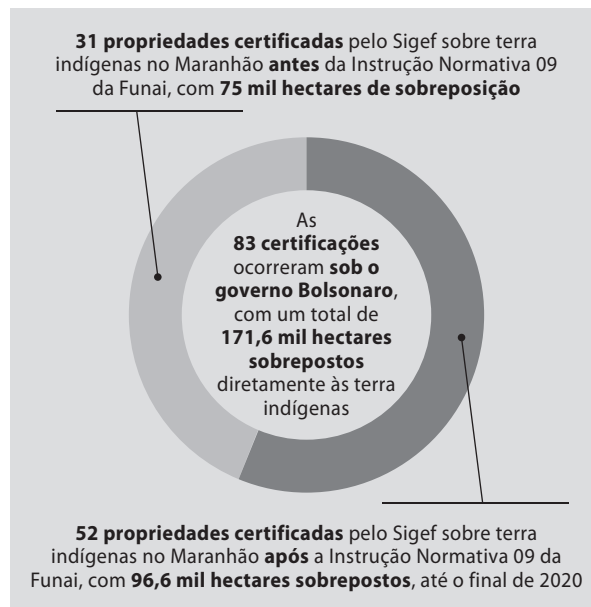 31 propriedades certificadas pelo Sigef sobre terra
indígenas no Maranhão antes da Instrução Normativa 09
da Funai, com 75 mil hectares de sobreposição
As
83 certificações
ocorreram sob o
governo Bolsonaro,
com um total de
171,6 mil hectares
sobrepostos
diretamente às terra
indígenas
52 propriedades certificadas pelo Sigef sobre terra
indígenas no Maranhão após a Instrução Normativa 09 da
Funai, com 96,6 mil hectares sobrepostos, até o final de 2020